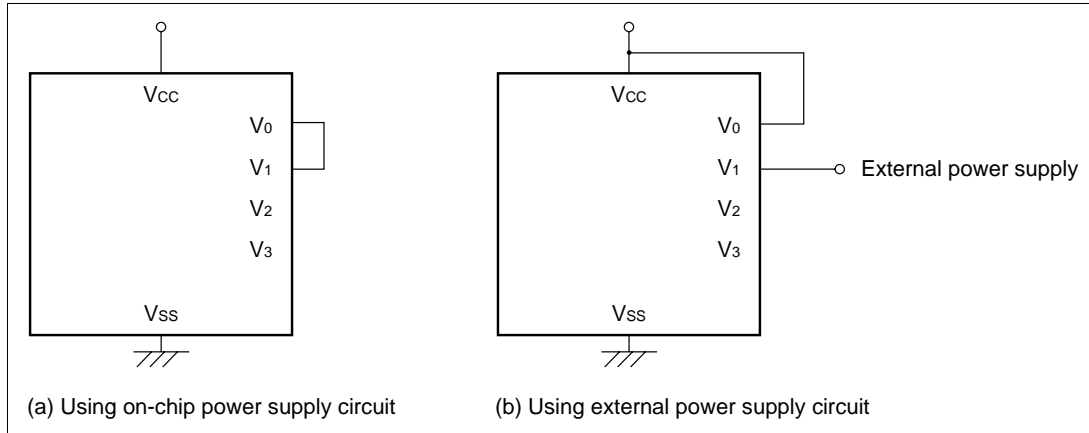 VCC
V0
V1
V2
V3
VSS
(a) Using on-chip power supply circuit
VCC
V0
V1
External power supply
V2
V3
VSS
(b) Using external power supply circuit